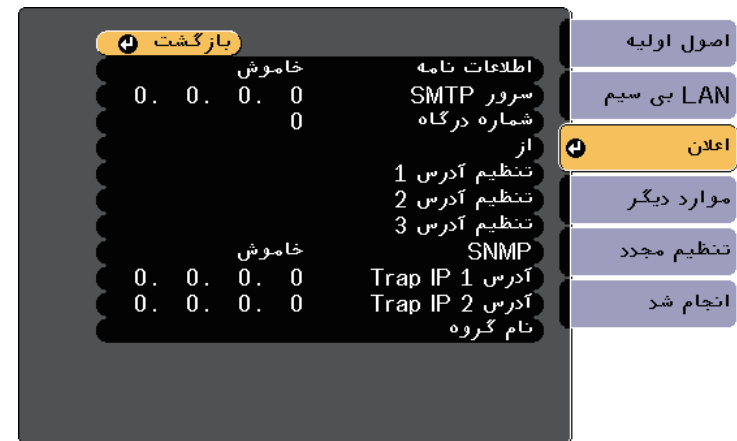 اصول اولیه
LAN بی سیم
اعلان
موارد دیگر
تنظیم مجدد
انجام شد
بازگشت
اطلاعات نامه خاموش
سرور SMTP 0. 0. 0. 0
شماره درگاه 0
از
تنظیم آدرس 1
تنظیم آدرس 2
تنظیم آدرس 3
SNMP خاموش
آدرس Trap IP 1 0. 0. 0. 0
آدرس Trap IP 2 0. 0. 0. 0
نام گروه